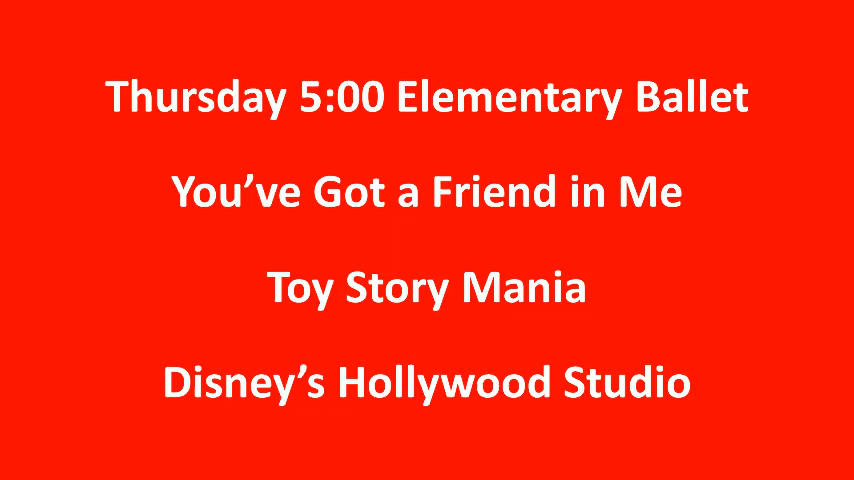 Thursday 5:00 Elementary Ballet
You’ve Got a Friend in Me
Toy Story Mania
Disney’s Hollywood Studio